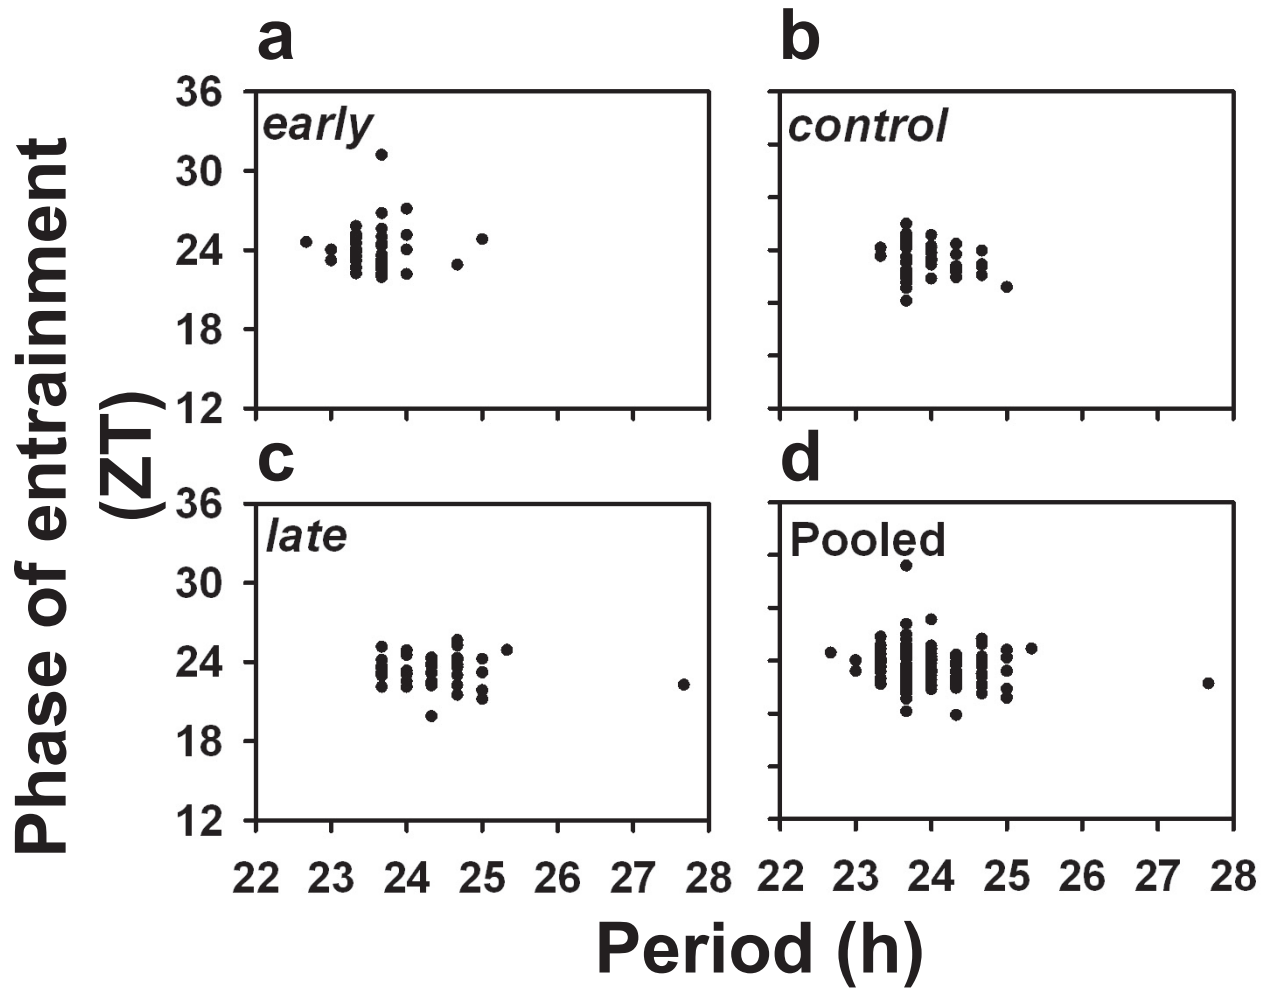 a
b
36
30
24
18
12
early
control
c
d
36
30
24
18
12
late
Pooled
22 23 24 25 26 27 28
22 23 24 25 26 27 28
Phase of entrainment
(ZT)
Period (h)